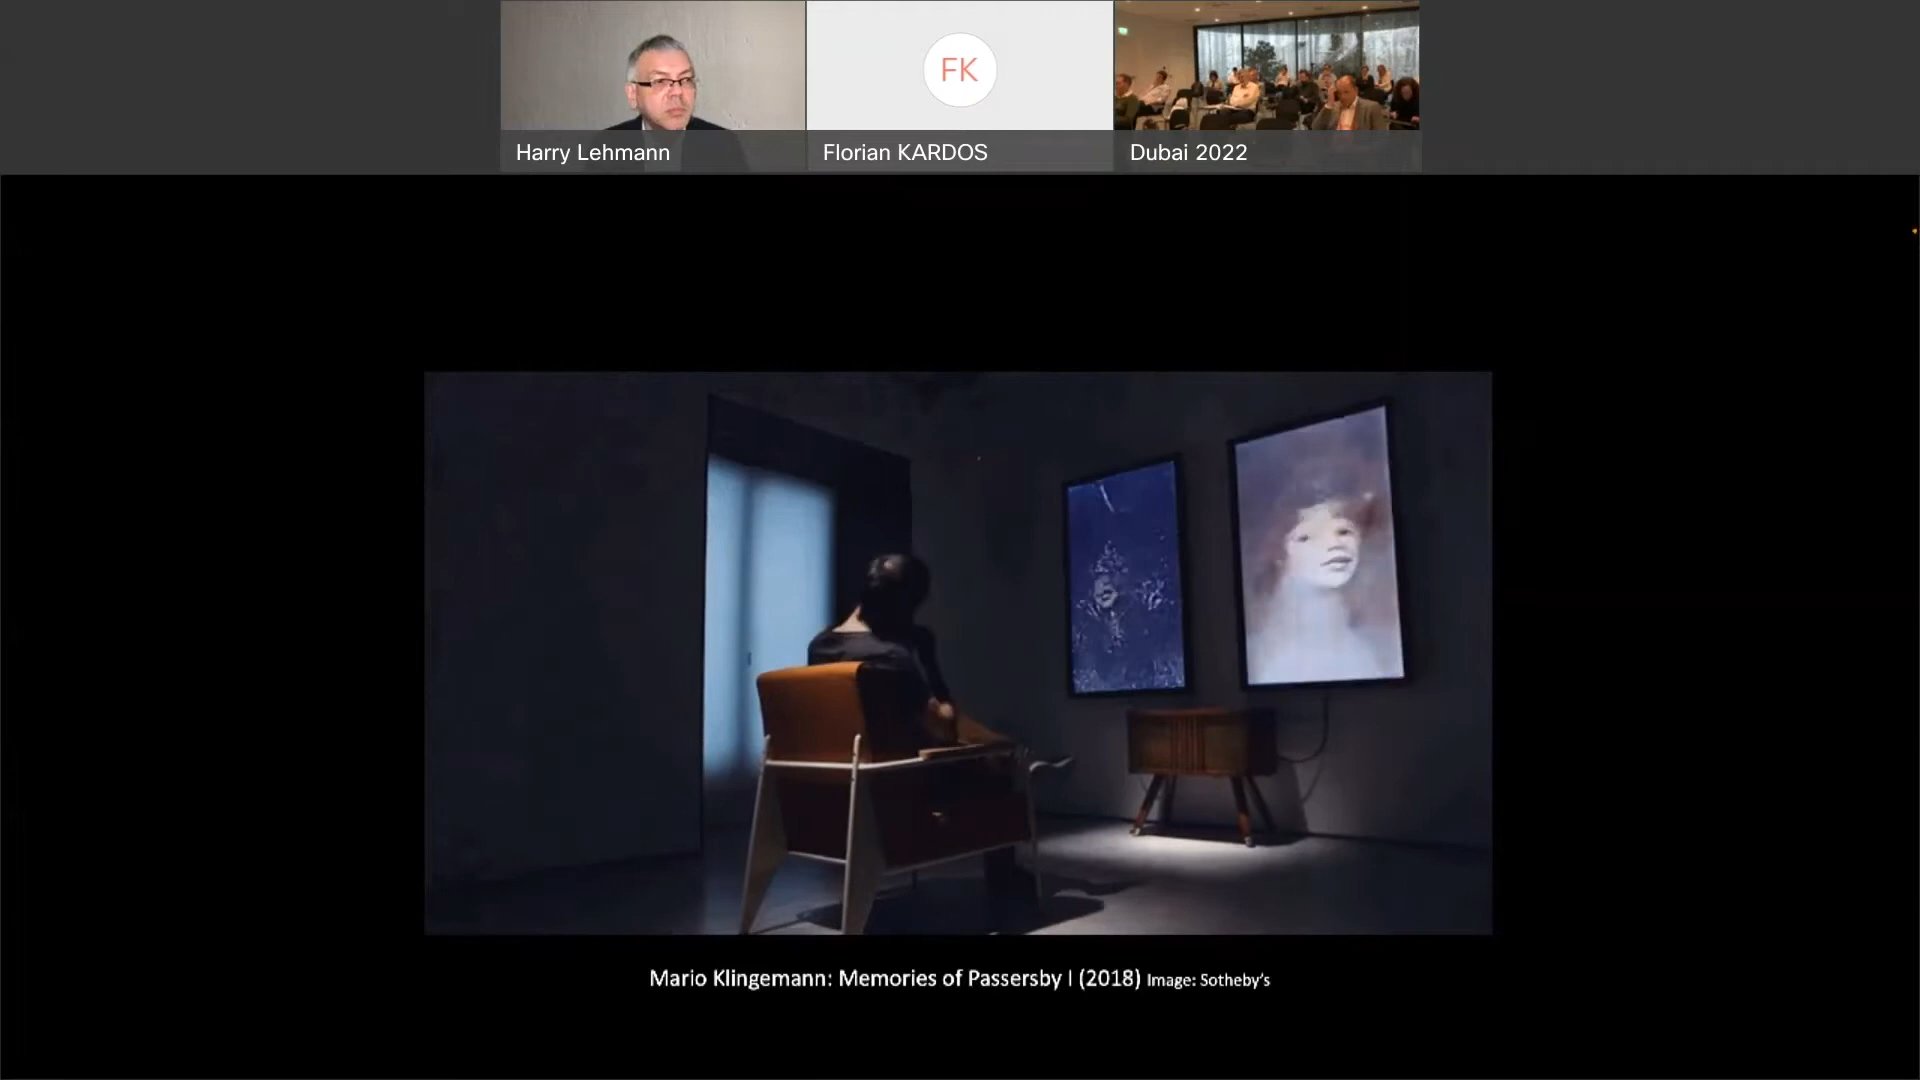 FK
Harry Lehmann
Florian KARDOS
Dubai 2022
Mario Klingemann: Memories of Passersby I (2018) Image: Sotheby's